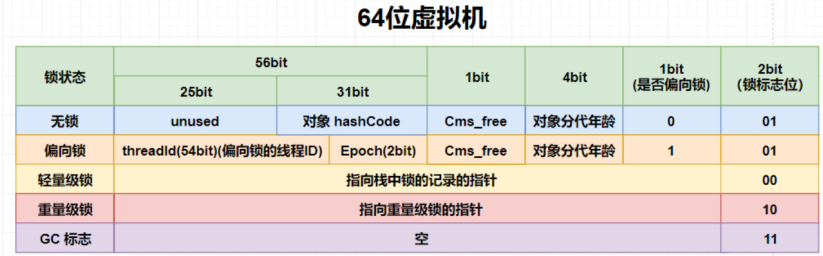 64位虚拟机
锁状态 56bit 1bit 4bit 1bit (是否偏向锁) 2bit (锁标志位)
25bit 31bit
无锁 unused 对象 hashCode Cms_free 对象分代年龄 0 01
偏向锁 threadId(54bit)(偏向锁的线程ID) Epoch(2bit) Cms_free 对象分代年龄 1 01
轻量级锁 指向栈中锁的记录的指针 00
重量级锁 指向重量级锁的指针 10
GC 标志 空 11